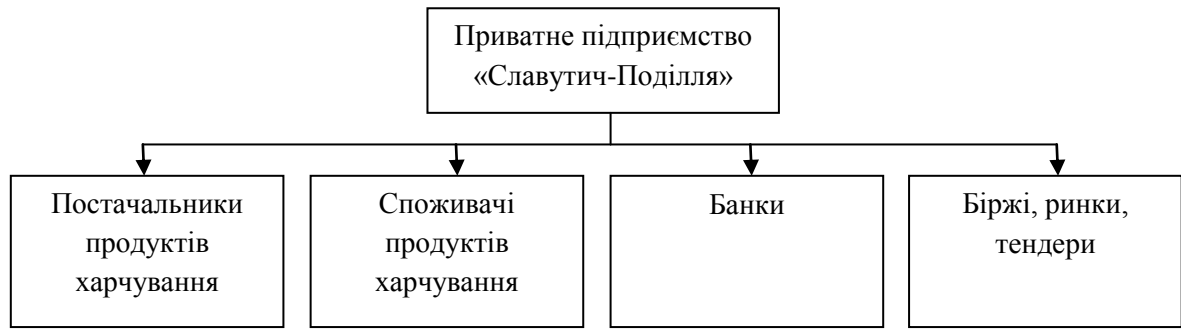 Приватне підприємство
«Славутич-Поділля»
Постачальники
продуктів
харчування
Споживачі
продуктів
харчування
Банки
Біржі, ринки,
тендери